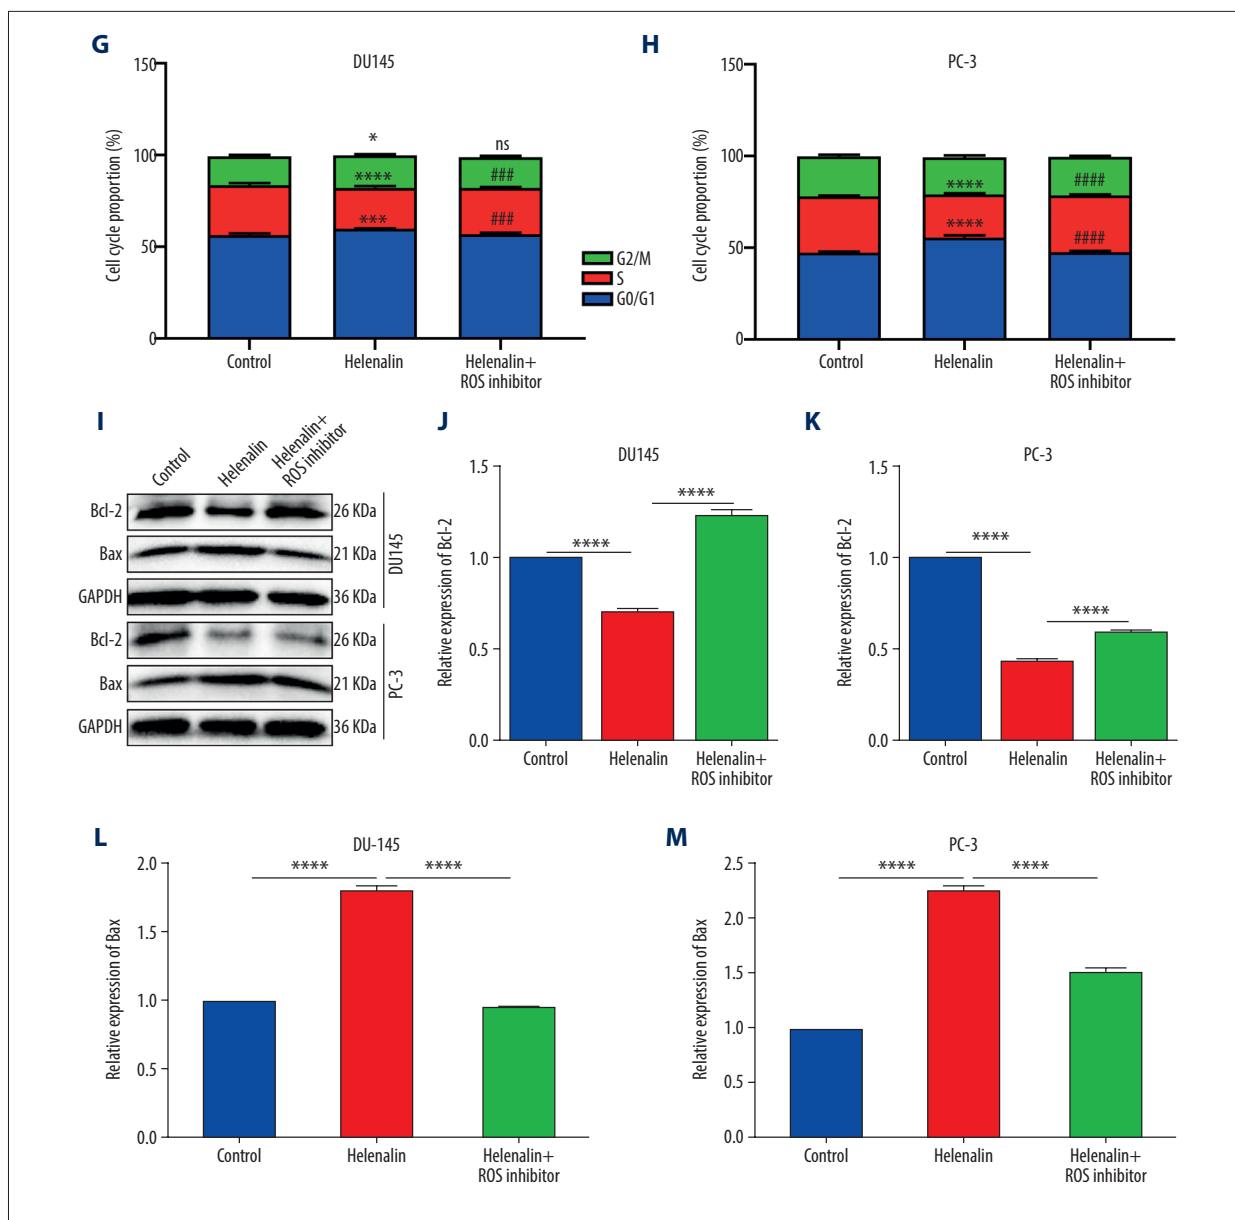 G
DU145
150
100
50
0
Cell cycle proportion (%)
*
****
***
ns
###
###
Control
Helenalin
Helenalin+
ROS inhibitor
G2/M
S
G0/G1
H
PC-3
150
100
50
0
Cell cycle proportion (%)
****
****
####
####
Control
Helenalin
Helenalin+
ROS inhibitor
I
Control
Helenalin
Helenalin+
ROS inhibitor
Bcl-2
26 KDa
Bax
21 KDa
GAPDH
36 KDa
DU145
Bcl-2
26 KDa
Bax
21 KDa
GAPDH
36 KDa
PC-3
J
DU145
1.5
1.0
0.5
0.0
Relative expression of Bcl-2
****
****
Control
Helenalin
Helenalin+
ROS inhibitor
K
PC-3
1.5
1.0
0.5
0.0
Relative expression of Bcl-2
****
****
Control
Helenalin
Helenalin+
ROS inhibitor
L
DU-145
2.0
1.5
1.0
0.5
0.0
Relative expression of Bax
****
****
Control
Helenalin
Helenalin+
ROS inhibitor
M
PC-3
2.5
2.0
1.5
1.0
0.5
0.0
Relative expression of Bax
****
****
Control
Helenalin
Helenalin+
ROS inhibitor